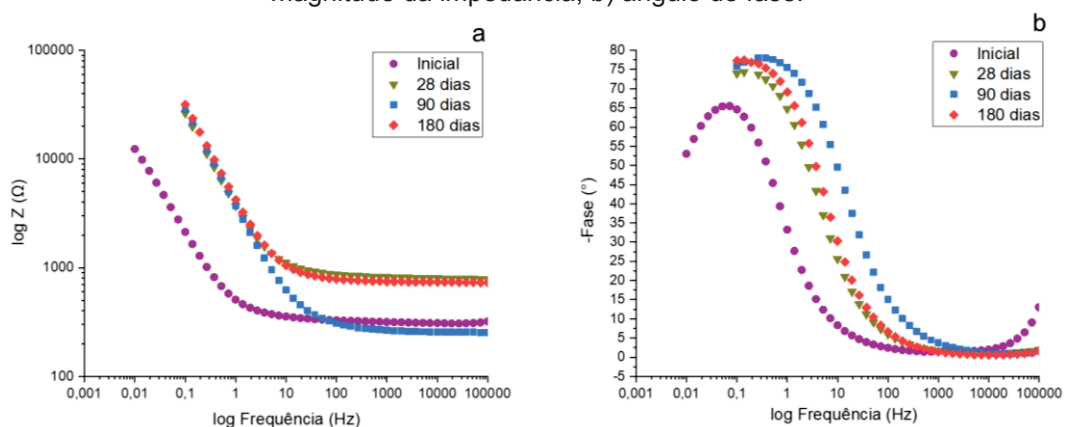 magnitude da impedância; b) ângulo de fase.
a
100000
10000
1000
100
log Z (Ω)
Inicial
28 dias
90 dias
180 dias
0,001 0,01 0,1 1 10 100 1000 10000 100000
log Frequência (Hz)
b
80
75
70
65
60
55
50
45
40
35
30
25
20
15
10
5
0
-5
-Fase (°)
Inicial
28 dias
90 dias
180 dias
0,001 0,01 0,1 1 10 100 1000 10000 100000
log Frequência (Hz)